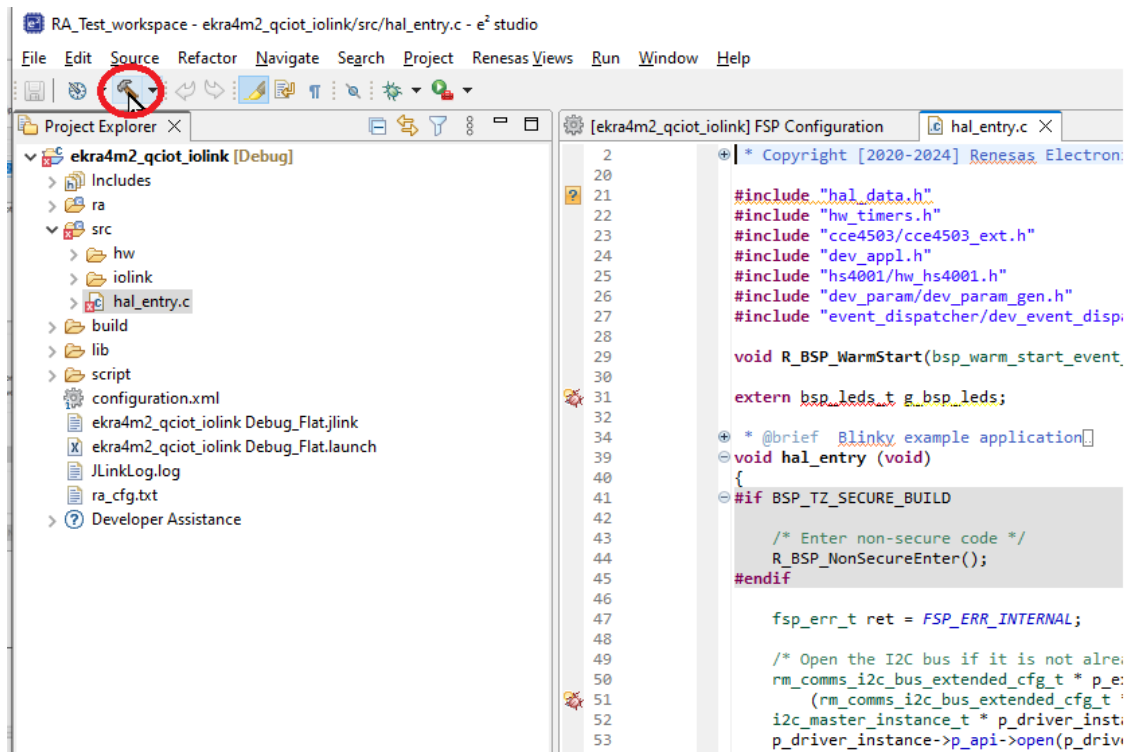 RA_Test_workspace - ekra4m2_qciot_iolink/src/hal_entry.c - e² studio
File Edit Source Refactor Navigate Search Project Renesas Views Run Window Help
Project Explorer
ekra4m2_qciot_iolink [Debug]
Includes
ra
src
hw
iolink
hal_entry.c
build
lib
script
configuration.xml
ekra4m2_qciot_iolink Debug_Flat.jlink
ekra4m2_qciot_iolink Debug_Flat.launch
JLinkLog.log
ra_cfg.txt
Developer Assistance
[ekra4m2_qciot_iolink] FSP Configuration
hal_entry.c
2 * Copyright [2020-2024] Renesas Electroni
20
21 #include "hal_data.h"
22 #include "hw_timers.h"
23 #include "cce4503/cce4503_ext.h"
24 #include "dev_appl.h"
25 #include "hs4001/hw_hs4001.h"
26 #include "dev_param/dev_param_gen.h"
27 #include "event_dispatcher/dev_event_dispa
28
29 void R_BSP_WarmStart(bsp_warm_start_event_
30
31 extern bsp_leds_t g_bsp_leds;
32
34 * @brief Blinky example application..
39 void hal_entry (void)
40 {
41 #if BSP_TZ_SECURE_BUILD
42
43 /* Enter non-secure code */
44 R_BSP_NonSecureEnter();
45 #endif
46
47 fsp_err_t ret = FSP_ERR_INTERNAL;
48
49 /* Open the I2C bus if it is not alrea
50 rm_comms_i2c_bus_extended_cfg_t * p_ex
51 (rm_comms_i2c_bus_extended_cfg_t *
52 i2c_master_instance_t * p_driver_insta
53 p_driver_instance->p_api->open(p_drive